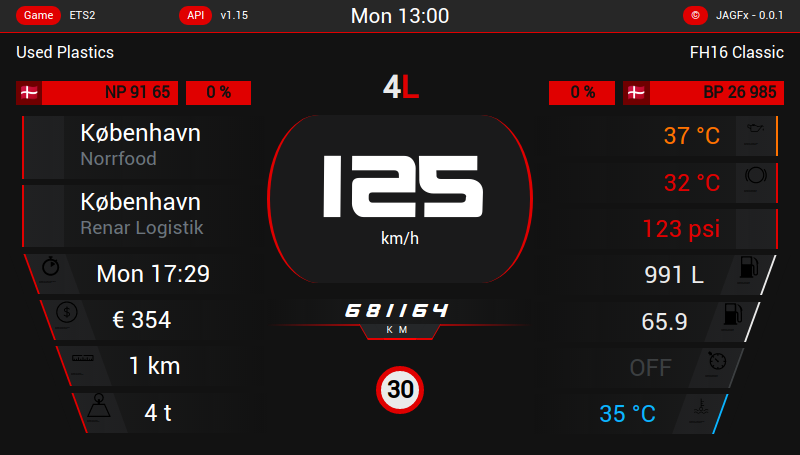 Game ETS2 API v1.15 Mon 13:00 © JAGFx - 0.0.1
Used Plastics FH16 Classic
NP 91 65 0 % 4L 0 % BP 26 985
København
Norrfood
København
Renar Logistik
Mon 17:29
€ 354
1 km
4 t
125
km/h
681164
KM
30
37 °C
32 °C
123 psi
991 L
65.9
OFF
35 °C